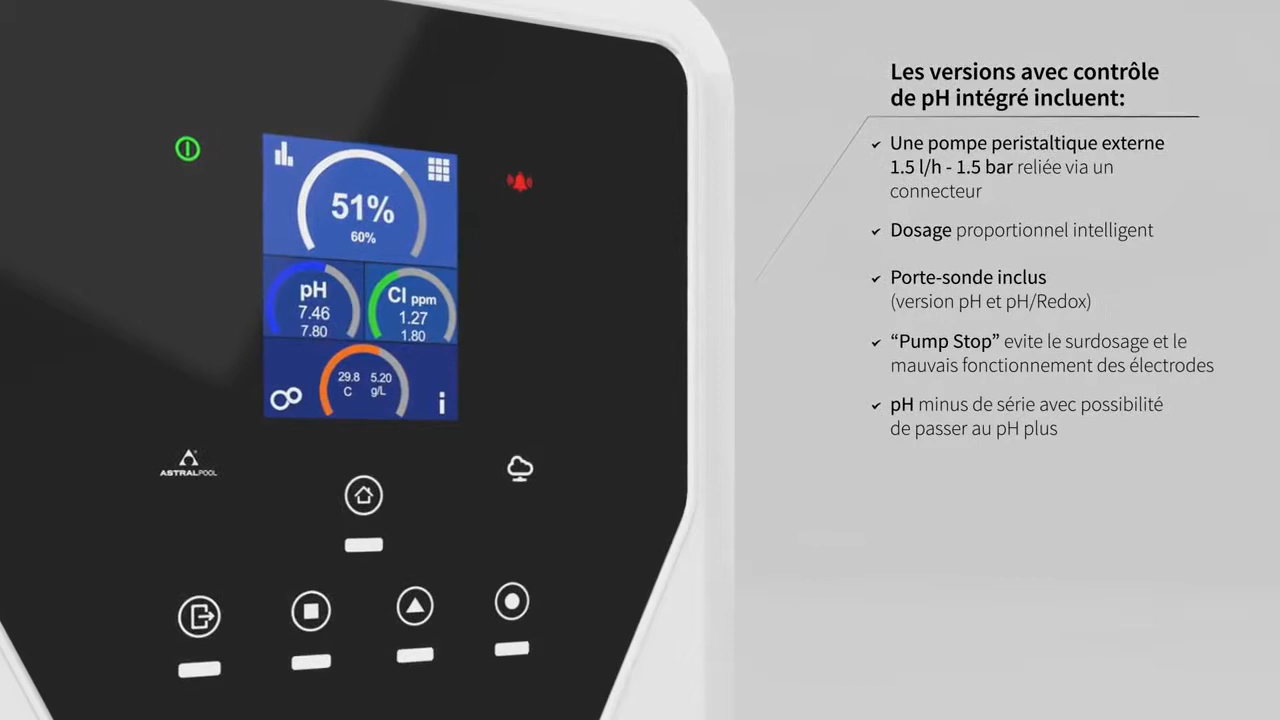 51%
60%
pH
7.46
7.80
Cl ppm
1.27
1.80
29.8 5.20
C g/L
i
ASTRALPOOL
Les versions avec contrôle
de pH intégré incluent:
Une pompe peristaltique externe
1.5 l/h - 1.5 bar reliée via un
connecteur
Dosage proportionnel intelligent
Porte-sonde inclus
(version pH et pH/Redox)
“Pump Stop” evite le surdosage et le
mauvais fonctionnement des électrodes
pH minus de série avec possibilité
de passer au pH plus